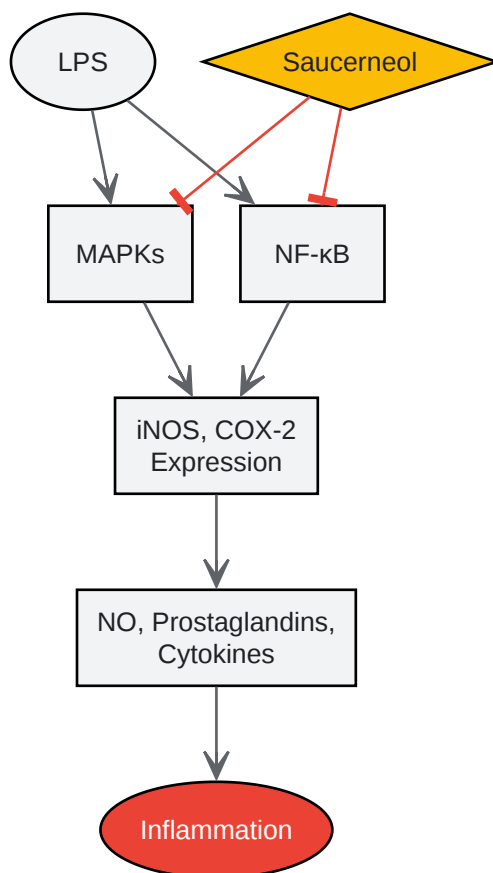 LPS
Saucerneol
MAPKs
NF-κB
iNOS, COX-2
Expression
NO, Prostaglandins,
Cytokines
Inflammation